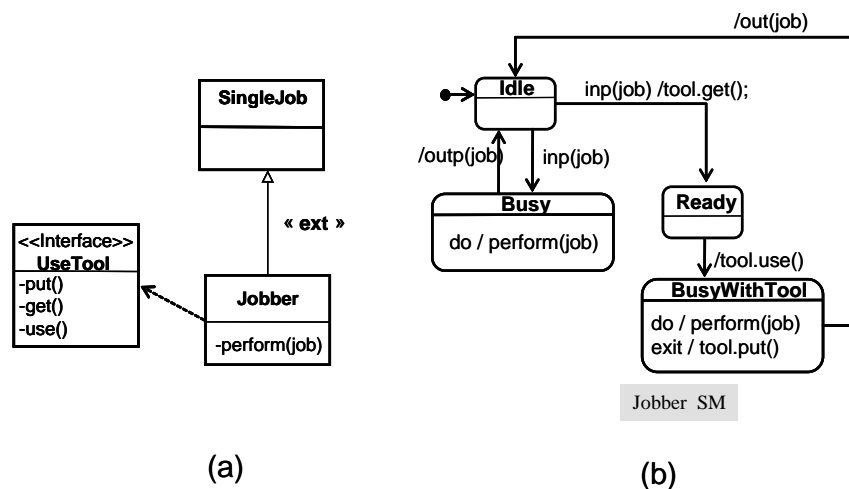 SingleJob
« ext »
<<Interface>>
UseTool
-put()
-get()
-use()
Jobber
-perform(job)
(a)
/out(job)
Idle
inp(job) /tool.get();
/outp(job)
inp(job)
Busy
do / perform(job)
Ready
/tool.use()
BusyWithTool
do / perform(job)
exit / tool.put()
Jobber SM
(b)